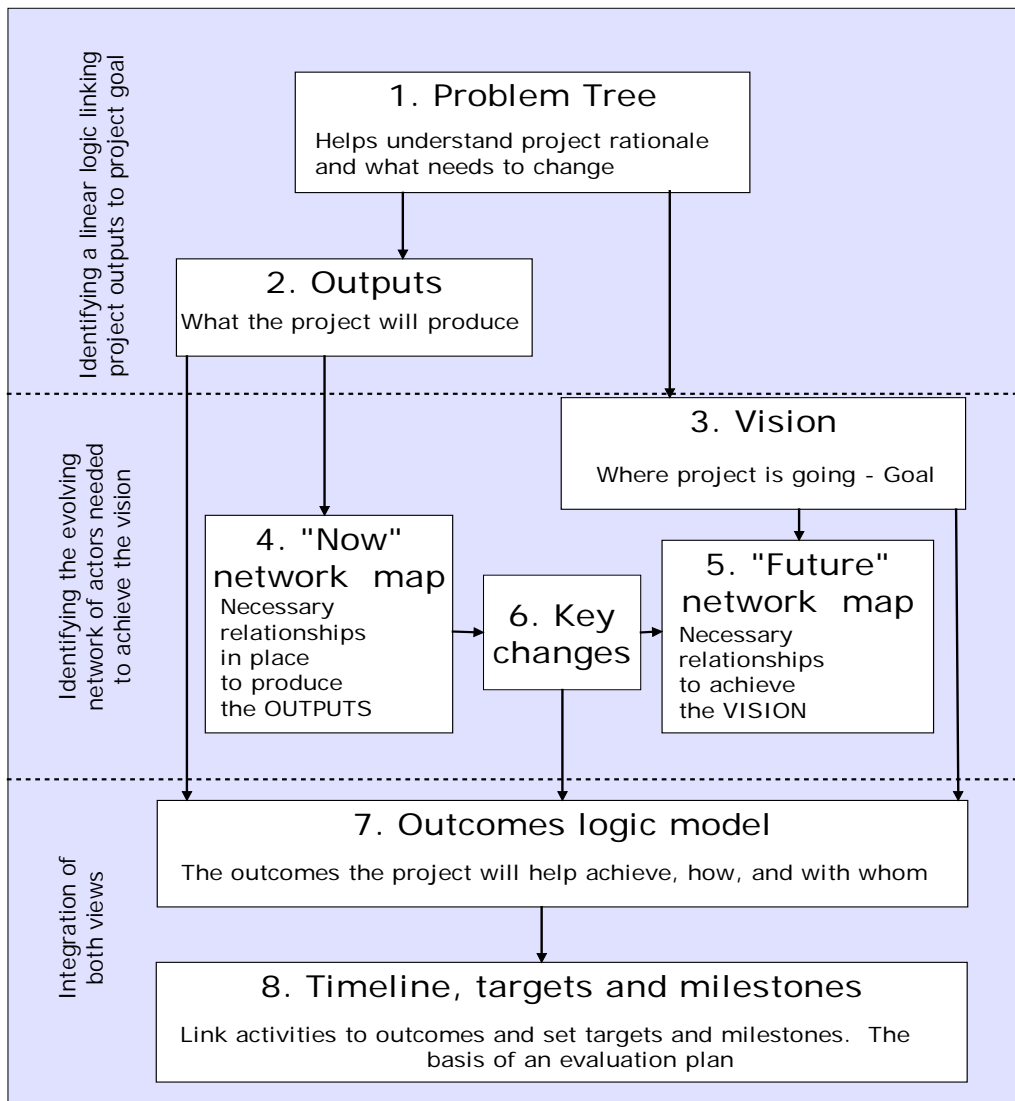 Identifying a linear logic linking
project outputs to project goal
1. Problem Tree
Helps understand project rationale
and what needs to change
2. Outputs
What the project will produce
Identifying the evolving
network of actors needed
to achieve the vision
3. Vision
Where project is going - Goal
4. "Now"
network map
Necessary
relationships
in place
to produce
the OUTPUTS
6. Key
changes
5. "Future"
network map
Necessary
relationships
to achieve
the VISION
Integration of
both views
7. Outcomes logic model
The outcomes the project will help achieve, how, and with whom
8. Timeline, targets and milestones
Link activities to outcomes and set targets and milestones. The
basis of an evaluation plan